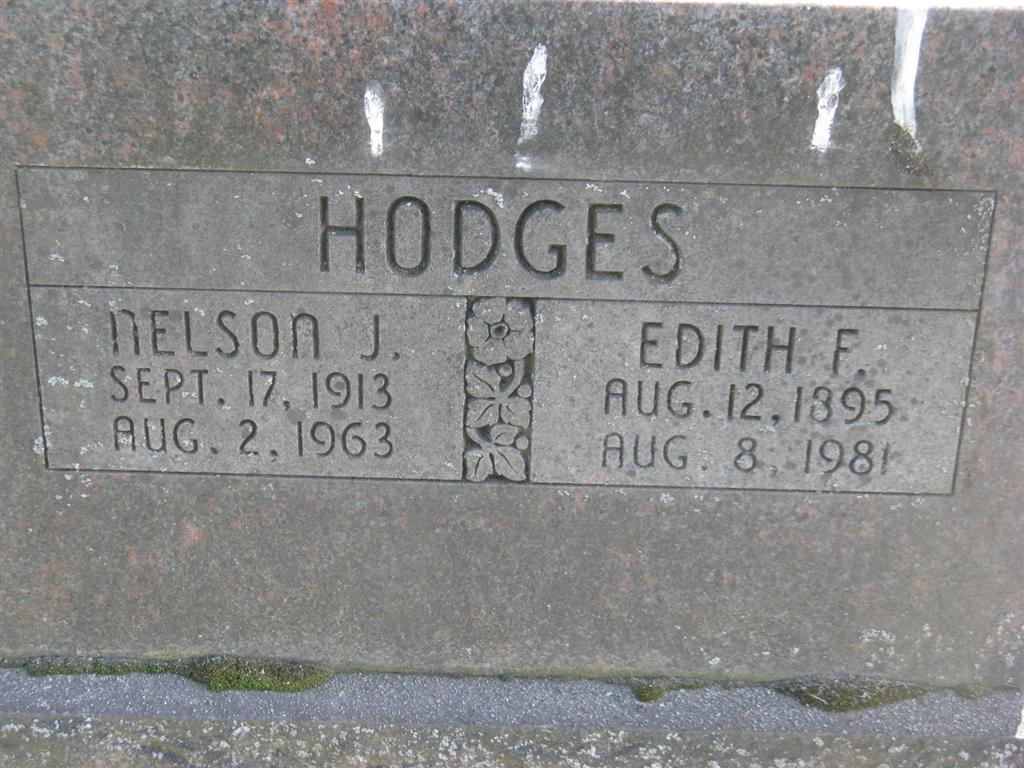 HODGES
NELSON J.
SEPT. 17, 1913
AUG. 2, 1963
EDITH F.
AUG. 12, 1895
AUG. 8, 1981